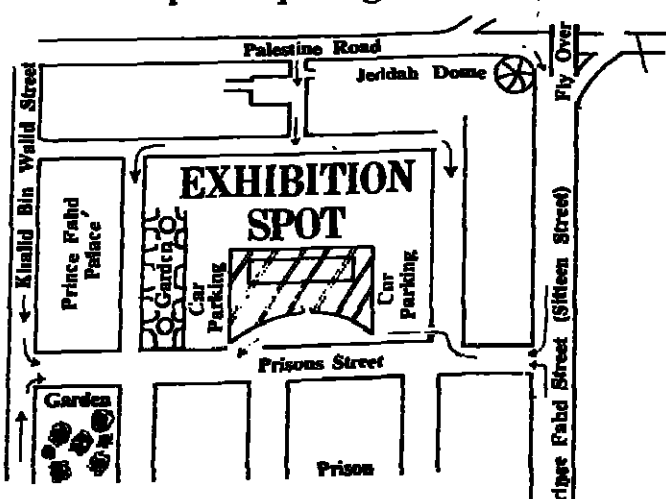 Palestine Road
Jeddah Dome
Fly Over
Khalid Bin Walid Street
EXHIBITION
SPOT
Prince Fahd
Palace
Garden
Car
Parking
Car
Parking
Prince Fahd Street (Sitteen Street)
Prisons Street
Garden
Prison